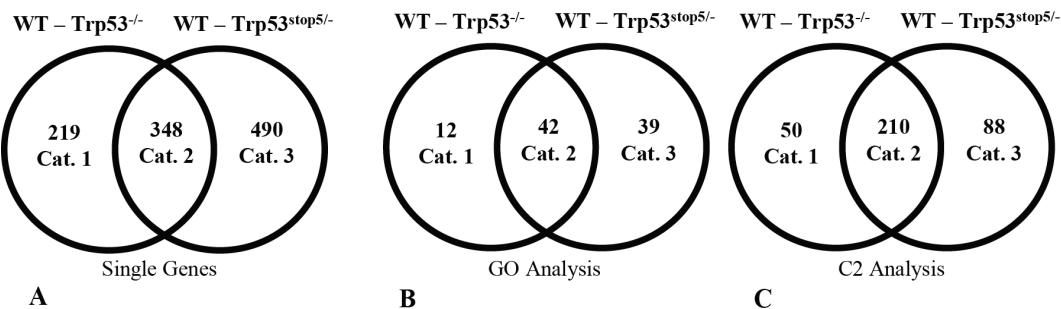 WT – Trp53-/- WT – Trp53stop5/-
219 348 490
Cat. 1 Cat. 2 Cat. 3
Single Genes
A
WT – Trp53-/- WT – Trp53stop5/-
12 42 39
Cat. 1 Cat. 2 Cat. 3
GO Analysis
B
WT – Trp53-/- WT – Trp53stop5/-
50 210 88
Cat. 1 Cat. 2 Cat. 3
C2 Analysis
C